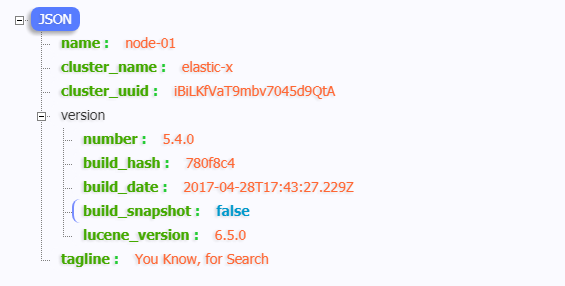 JSON
name : node-01
cluster_name : elastic-x
cluster_uuid : iBiLKfVaT9mbv7045d9QtA
version
number : 5.4.0
build_hash : 780f8c4
build_date : 2017-04-28T17:43:27.229Z
build_snapshot : false
lucene_version : 6.5.0
tagline : You Know, for Search